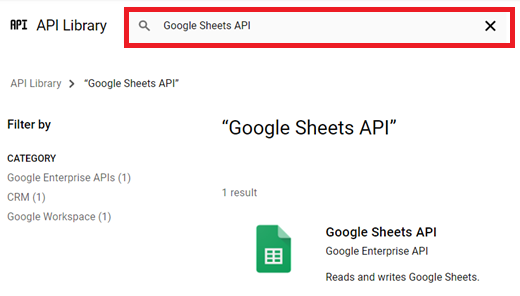 API API Library
Google Sheets API
API Library > “Google Sheets API”
Filter by
CATEGORY
Google Enterprise APIs (1)
CRM (1)
Google Workspace (1)
“Google Sheets API”
1 result
Google Sheets API
Google Enterprise API
Reads and writes Google Sheets.